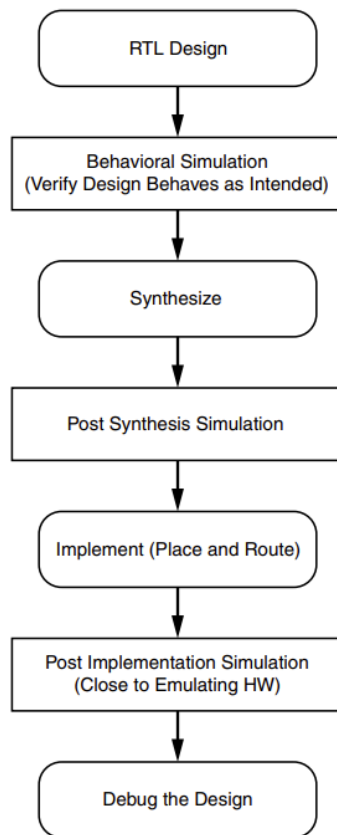 RTL Design
Behavioral Simulation
(Verify Design Behaves as Intended)
Synthesize
Post Synthesis Simulation
Implement (Place and Route)
Post Implementation Simulation
(Close to Emulating HW)
Debug the Design